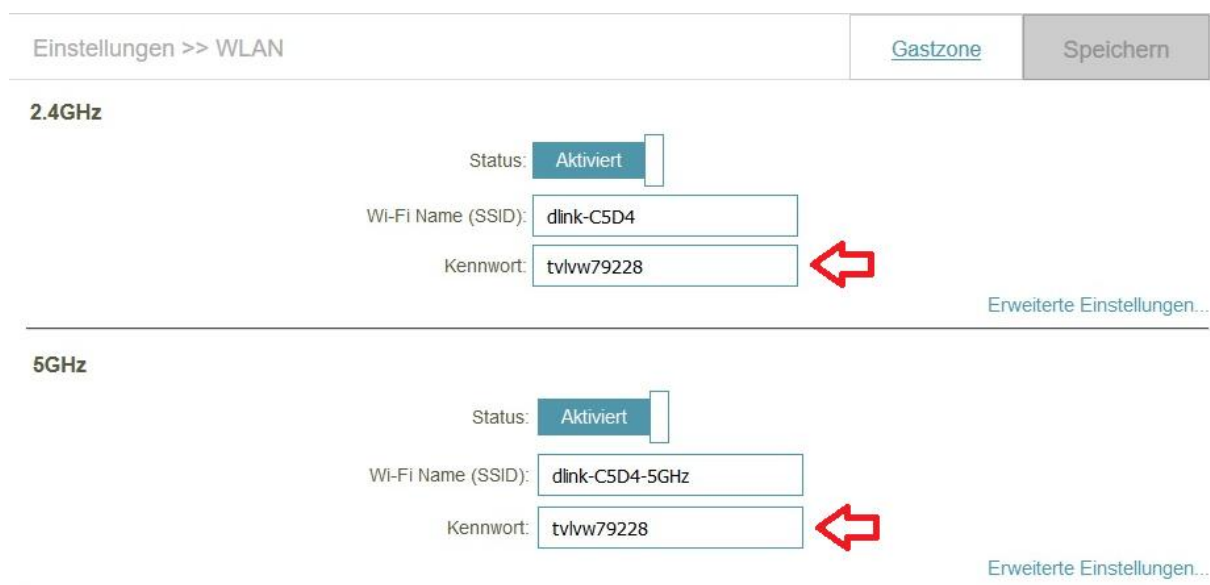 Einstellungen >> WLAN Gastzone Speichern
2.4GHz
Status: Aktiviert
Wi-Fi Name (SSID): dlink-C5D4
Kennwort: tvlvw79228
Erweiterte Einstellungen...
5GHz
Status: Aktiviert
Wi-Fi Name (SSID): dlink-C5D4-5GHz
Kennwort: tvlvw79228
Erweiterte Einstellungen...